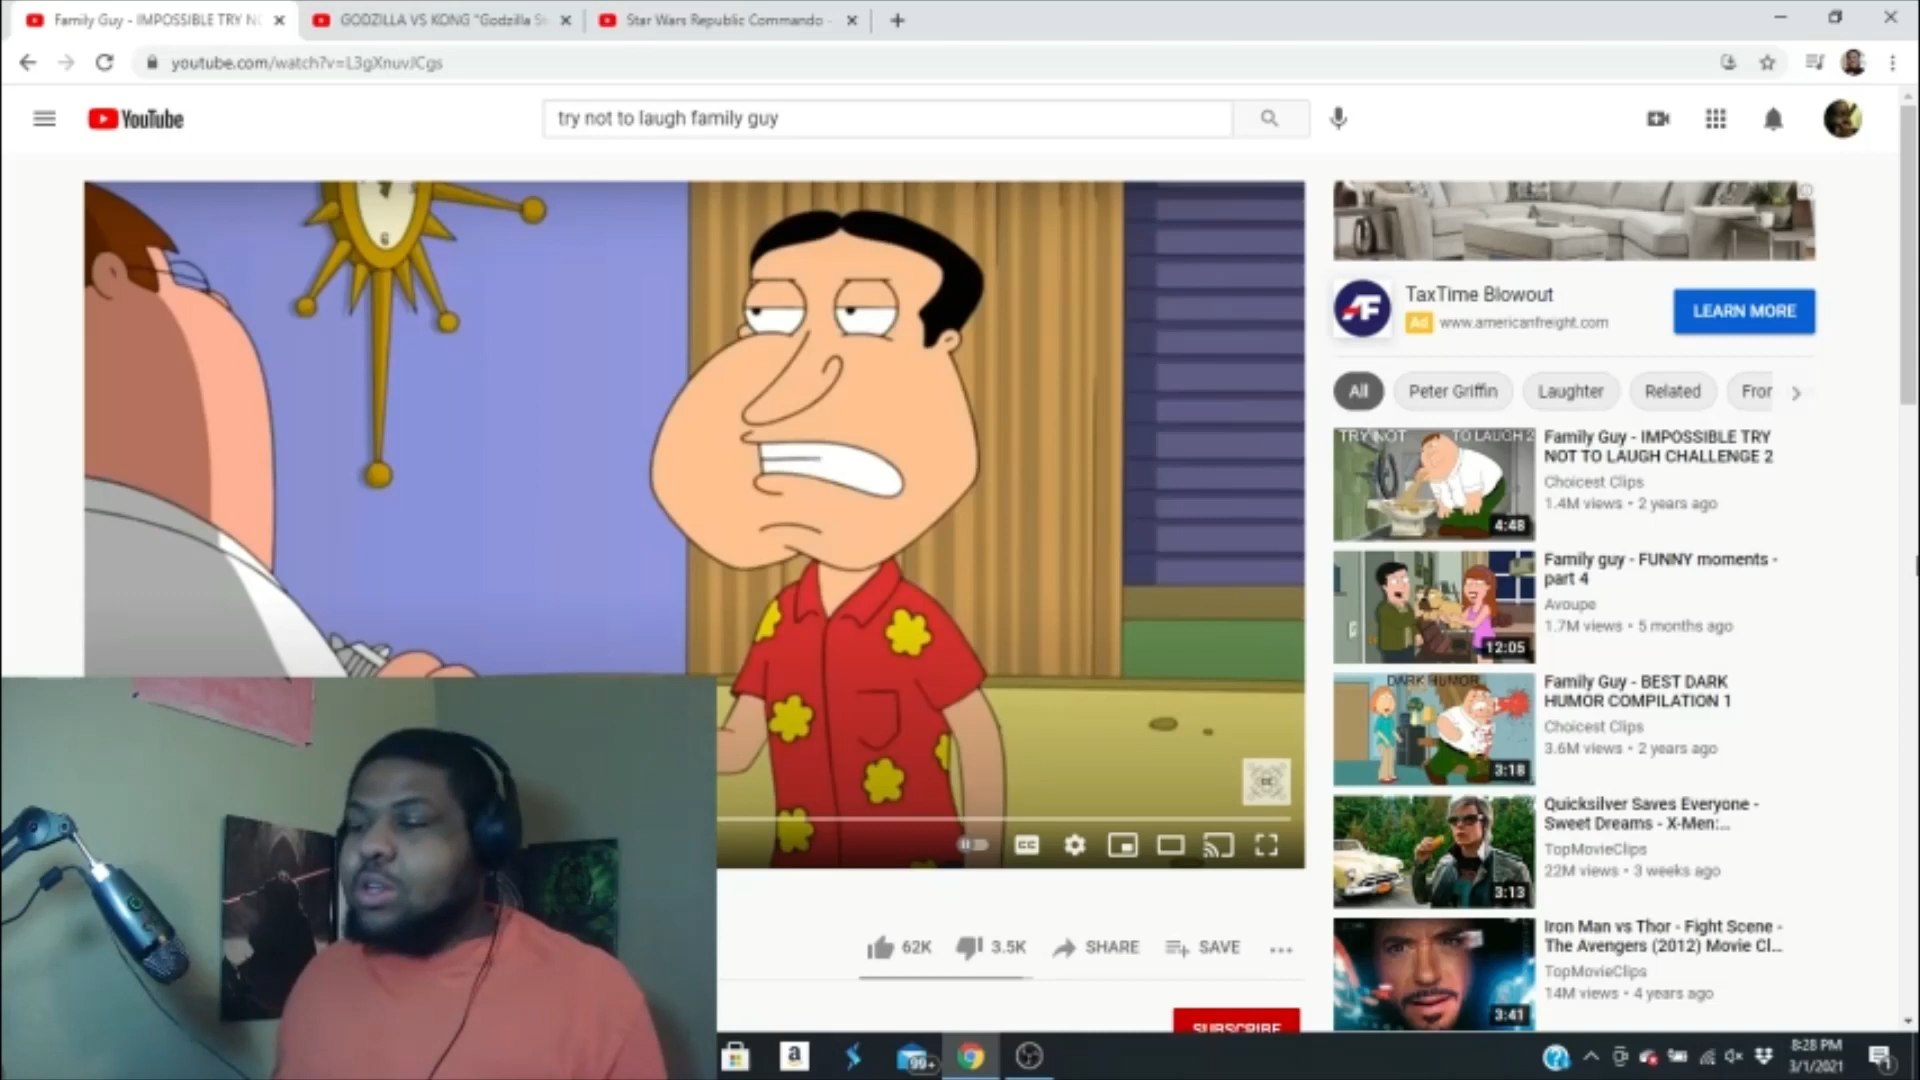 Family Guy - IMPOSSIBLE TRY NO
GODZILLA VS KONG "Godzilla S
Star Wars Republic Commando -
youtube.com/watch?v=L3gXnuvJCgs
YouTube
try not to laugh family guy
6
TaxTime Blowout
Ad www.americanfreight.com
LEARN MORE
AF
All
Peter Griffin
Laughter
Related
Fror
TRY NOT TO LAUGH 2
4:48
Family Guy - IMPOSSIBLE TRY
NOT TO LAUGH CHALLENGE 2
Choicest Clips
1.4M views • 2 years ago
12:05
Family guy - FUNNY moments -
part 4
Avoupe
1.7M views • 5 months ago
DARK HUMOR
3:18
Family Guy - BEST DARK
HUMOR COMPILATION 1
Choicest Clips
3.6M views • 2 years ago
3:13
Quicksilver Saves Everyone -
Sweet Dreams - X-Men:...
TopMovieClips
22M views • 3 weeks ago
3:41
Iron Man vs Thor - Fight Scene -
The Avengers (2012) Movie Cl...
TopMovieClips
14M views • 4 years ago
CC
62K
3.5K
SHARE
SAVE
SUBSCRIBE
a
99+
8:28 PM
3/1/2021
1